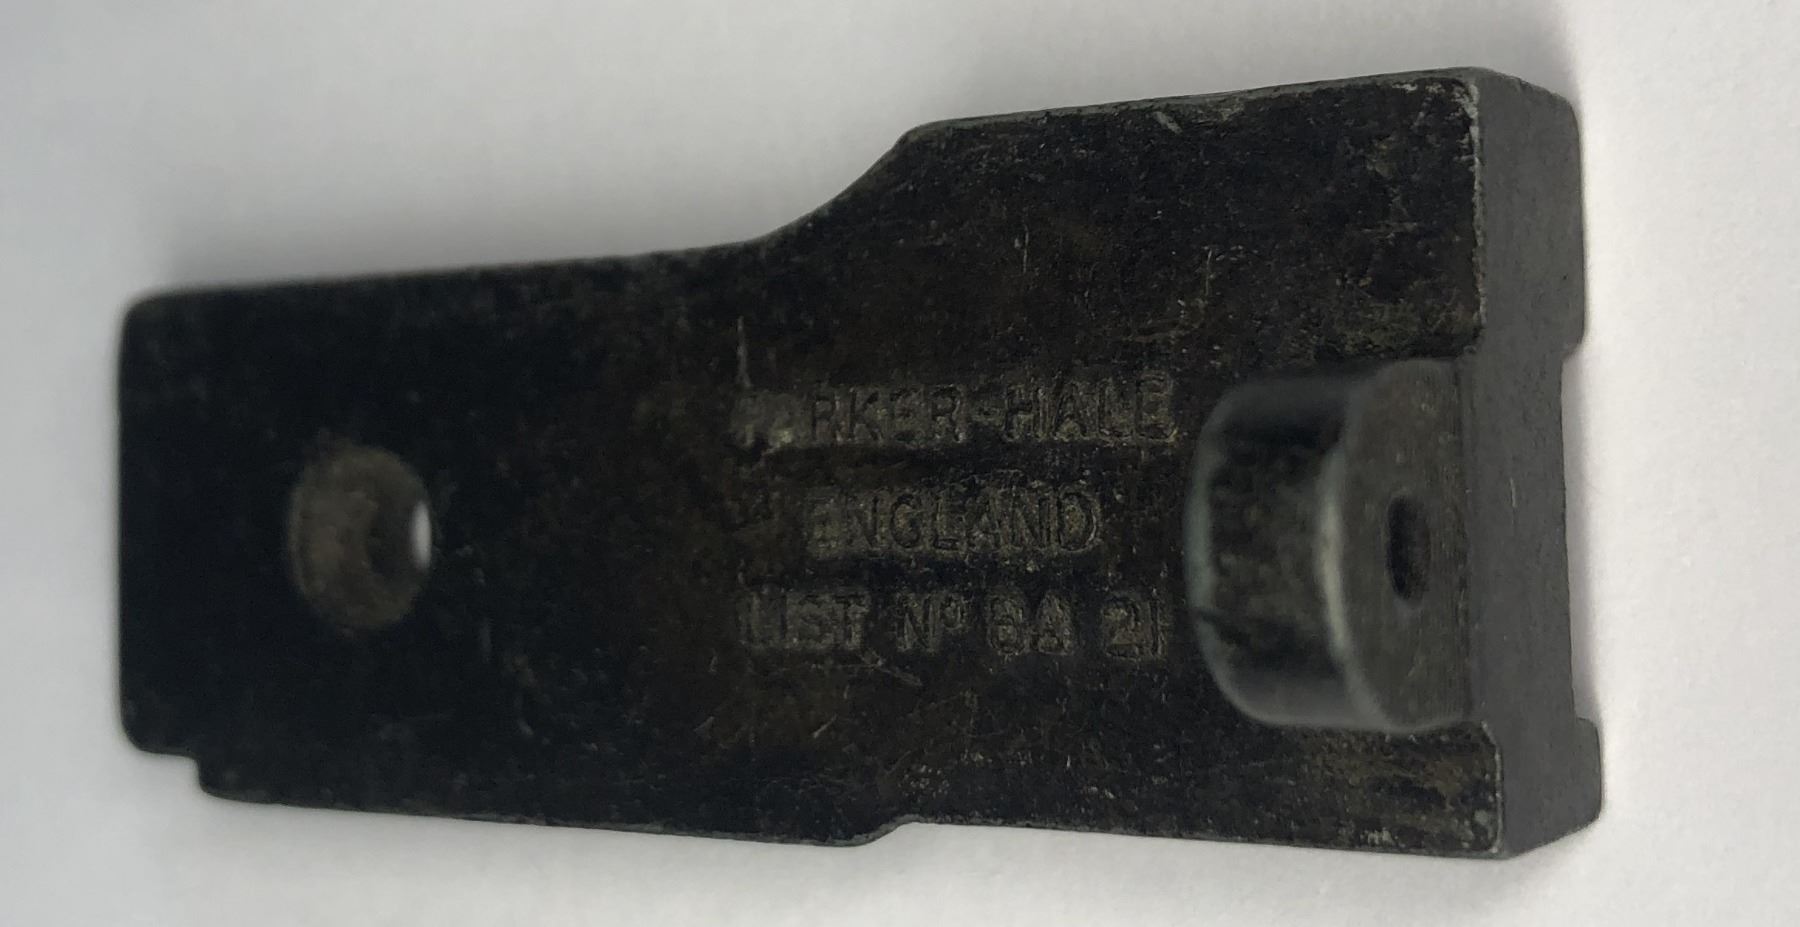 PARKER-HALE
ENGLAND
LIST Nº 8A 21